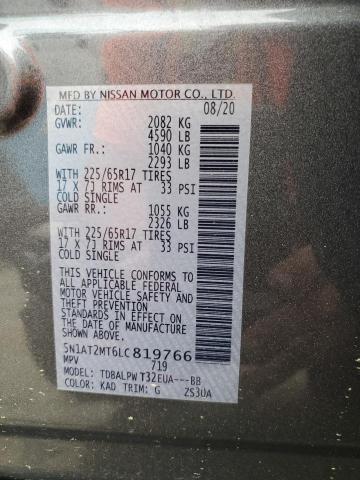 MFD BY NISSAN MOTOR CO., LTD.
DATE: 08/20
GVWR: 2082 KG
4590 LB
GAWR FR.: 1040 KG
2293 LB
WITH 225/65R17 TIRES
17 X 7J RIMS AT 33 PSI
COLD SINGLE
GAWR RR.: 1055 KG
2326 LB
WITH 225/65R17 TIRES
17 X 7J RIMS AT 33 PSI
COLD SINGLE
THIS VEHICLE CONFORMS TO
ALL APPLICABLE FEDERAL
MOTOR VEHICLE SAFETY AND
THEFT PREVENTION
STANDARDS IN EFFECT ON
THE DATE OF MANUFACTURE
SHOWN ABOVE.
5N1AT2MT6LC819766
MPV 719
MODEL: TDBALPWT32EUA---BB
COLOR: KAD TRIM: G ZS3UA